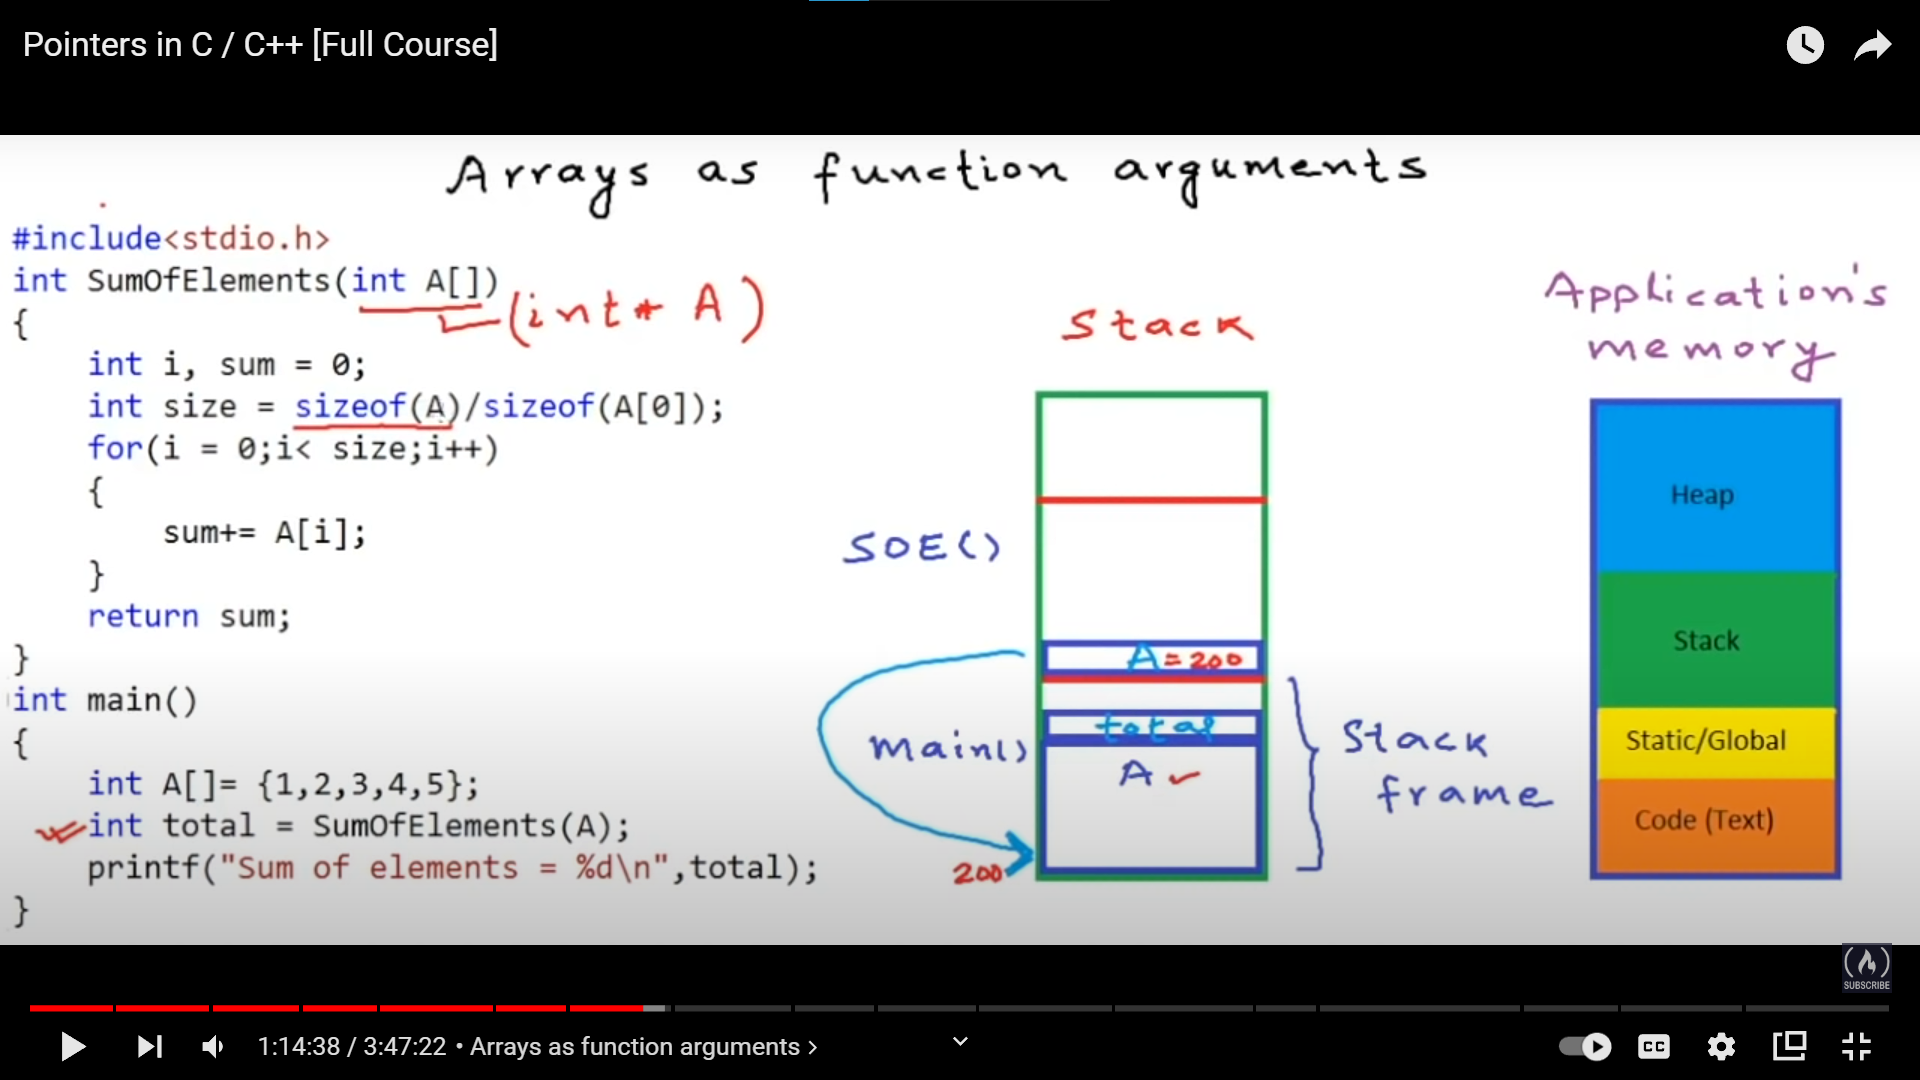 Pointers in C / C++ [Full Course]
Arrays as function arguments
#include<stdio.h>
int SumOfElements(int A[])
(int* A)
{
int i, sum = 0;
int size = sizeof(A)/sizeof(A[0]);
for(i = 0;i< size;i++)
{
sum+= A[i];
}
return sum;
}
int main()
{
int A[]= {1,2,3,4,5};
int total = SumOfElements(A);
printf("Sum of elements = %d\n",total);
}
Stack
SOE()
A = 200
main()
total
A
200
Stack
frame
Application's
memory
Heap
Stack
Static/Global
Code (Text)
SUBSCRIBE
1:14:38 / 3:47:22 • Arrays as function arguments
CC